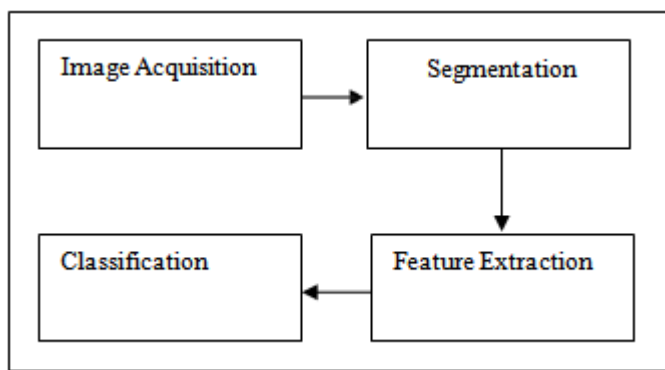 Image Acquisition
Segmentation
Classification
Feature Extraction